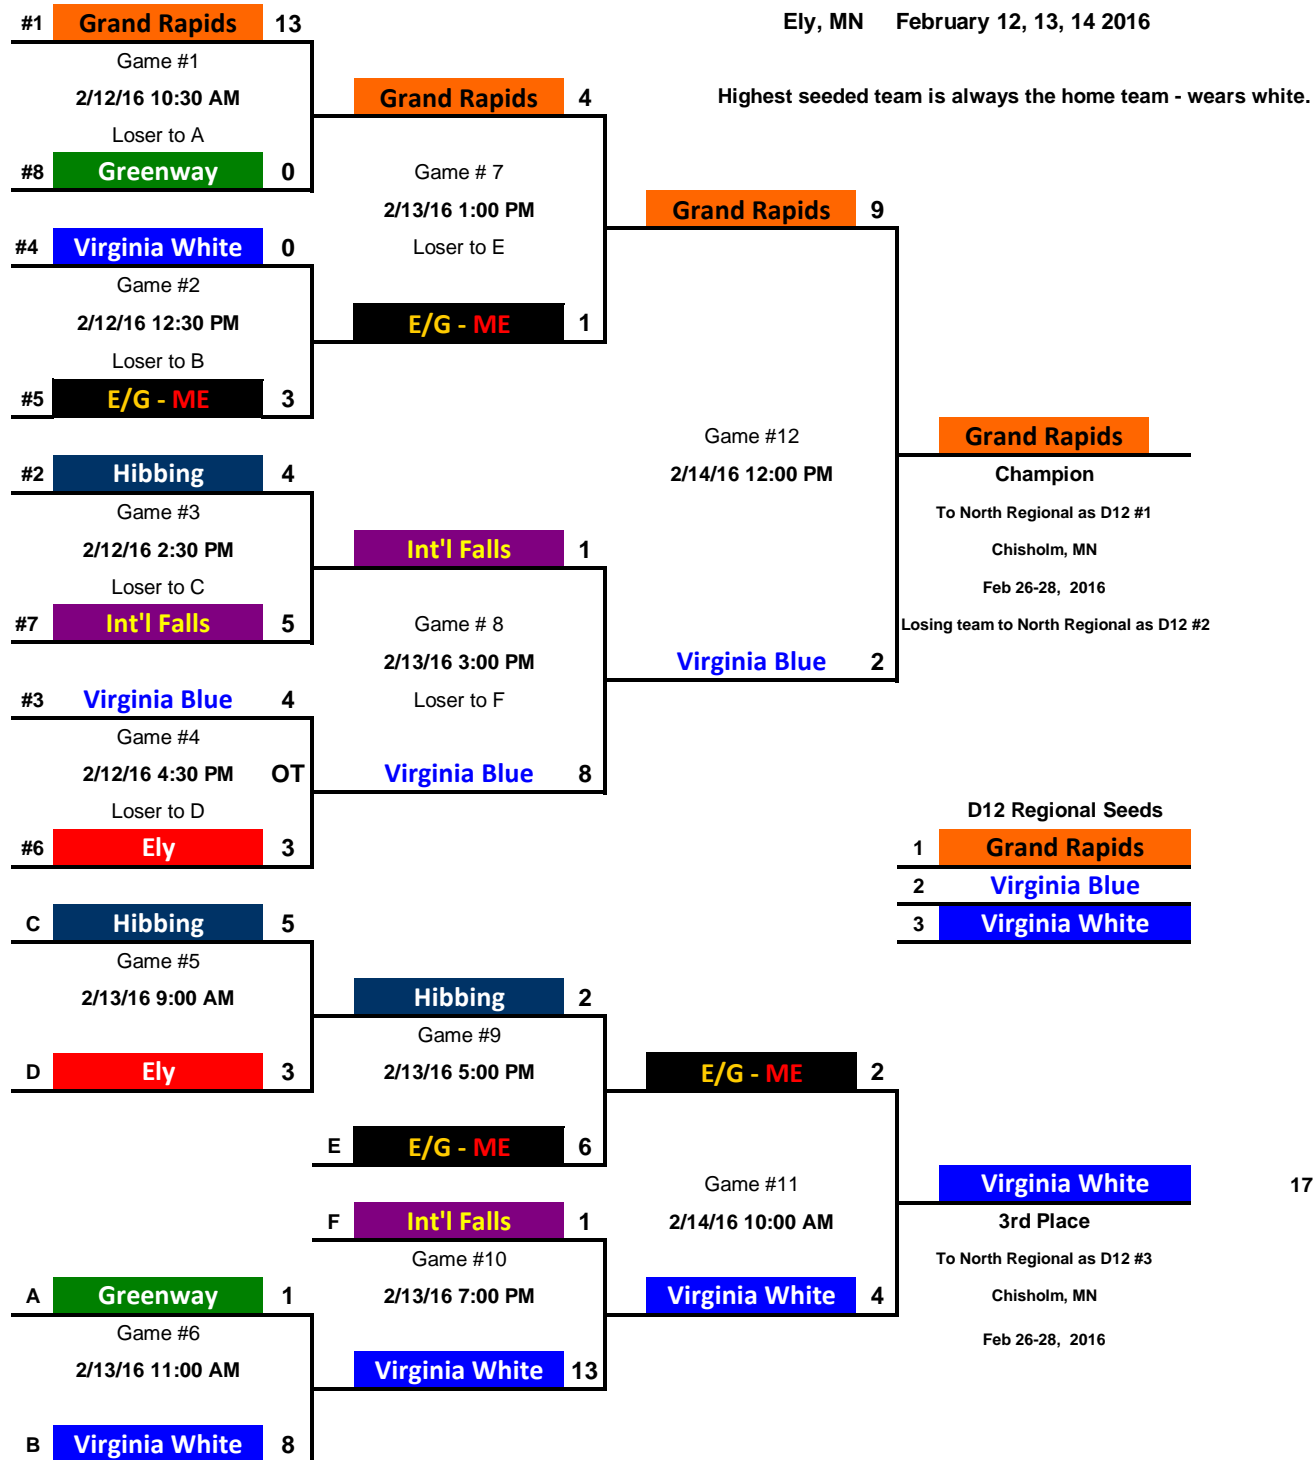 Ely, MN February 12, 13, 14 2016
Highest seeded team is always the home team - wears white.
#1 Grand Rapids 13
Game #1
2/12/16 10:30 AM
Loser to A
#8 Greenway 0
#4 Virginia White 0
Game #2
2/12/16 12:30 PM
Loser to B
#5 E/G - ME 3
#2 Hibbing 4
Game #3
2/12/16 2:30 PM
Loser to C
#7 Int'l Falls 5
#3 Virginia Blue 4
Game #4
2/12/16 4:30 PM OT
Loser to D
#6 Ely 3
C Hibbing 5
Game #5
2/13/16 9:00 AM
D Ely 3
A Greenway 1
Game #6
2/13/16 11:00 AM
B Virginia White 8
Grand Rapids 4
Game # 7
2/13/16 1:00 PM
Loser to E
E/G - ME 1
Int'l Falls 1
Game # 8
2/13/16 3:00 PM
Loser to F
Virginia Blue 8
Hibbing 2
Game #9
2/13/16 5:00 PM
E E/G - ME 6
F Int'l Falls 1
Game #10
2/13/16 7:00 PM
Virginia White 13
Grand Rapids 9
Game #12
2/14/16 12:00 PM
Virginia Blue 2
E/G - ME 2
Game #11
2/14/16 10:00 AM
Virginia White 4
Grand Rapids
Champion
To North Regional as D12 #1
Chisholm, MN
Feb 26-28, 2016
Losing team to North Regional as D12 #2
D12 Regional Seeds
1 Grand Rapids
2 Virginia Blue
3 Virginia White
Virginia White 17
3rd Place
To North Regional as D12 #3
Chisholm, MN
Feb 26-28, 2016